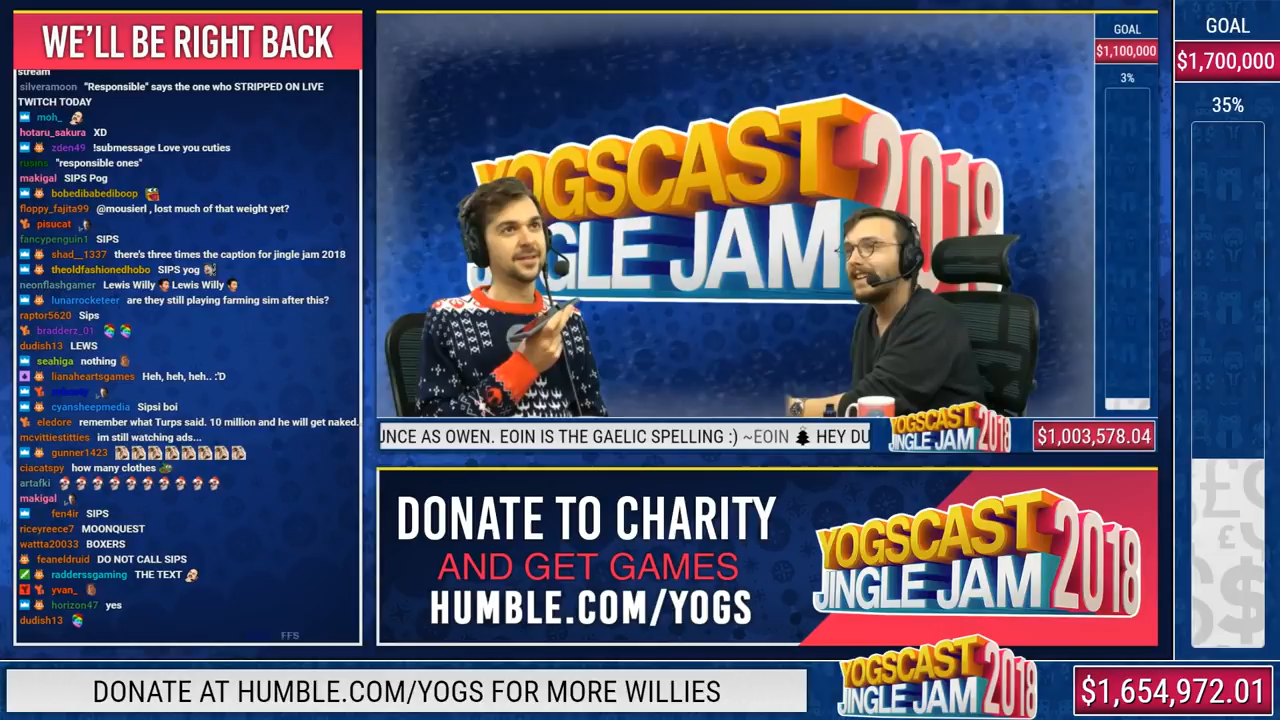 WE'LL BE RIGHT BACK
stream
silveramoon "Responsible" says the one who STRIPPED ON LIVE
TWITCH TODAY
moh_
hotaru_sakura XD
zden49 !submessage Love you cuties
rusins "responsible ones"
makigal SIPS Pog
bobedibabediboop
floppy_fajita99 @mousierl , lost much of that weight yet?
pisucat
fancypenguin1 SIPS
shad__1337 there's three times the caption for jingle jam 2018
theoldfashionedhobo SIPS yog
neonflashgamer Lewis Willy Lewis Willy
lunarrocketeer are they still playing farming sim after this?
raptor5620 Sips
bradderz_01
dudish13 LEWS
seahiga nothing
lianaheartsgames Heh, heh, heh.. :'D
cyansheepmedia Sipsi boi
eledore remember what Turps said. 10 million and he will get naked.
mcvittiestitties im still watching ads...
gunner1423
ciacatspy how many clothes
artafki
makigal
fen4ir SIPS
riceyreece7 MOONQUEST
wattta20033 BOXERS
feaneldruid DO NOT CALL SIPS
radderssgaming THE TEXT
yvan_
horizon47 yes
dudish13
FFS
YOGSCAST
JINGLE JAM
2018
GOAL
$1,100,000
3%
UNCE AS OWEN. EOIN IS THE GAELIC SPELLING :) ~EOIN HEY DU
YOGSCAST
JINGLE JAM 2018
$1,003,578.04
DONATE TO CHARITY
AND GET GAMES
HUMBLE.COM/YOGS
YOGSCAST
JINGLE JAM 2018
GOAL
$1,700,000
35%
DONATE AT HUMBLE.COM/YOGS FOR MORE WILLIES
YOGSCAST
JINGLE JAM 2018
$1,654,972.01